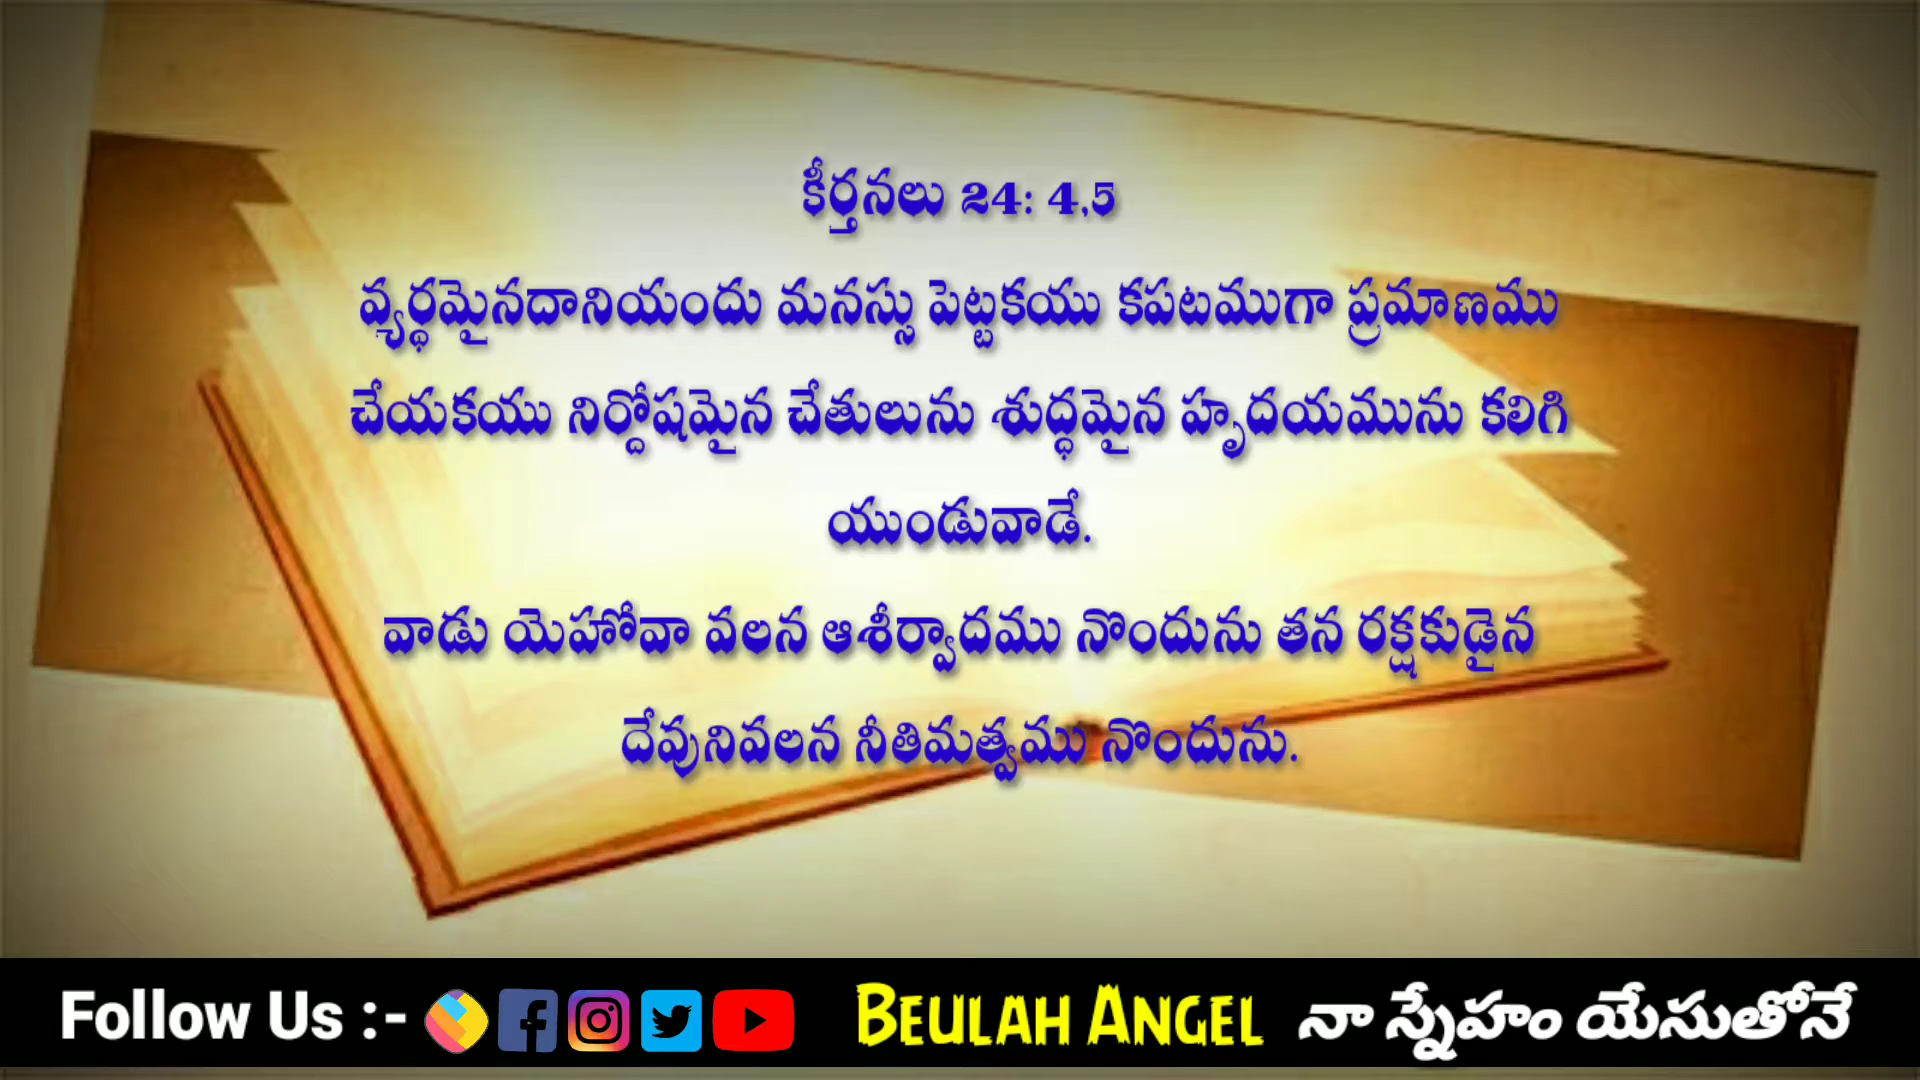 కీర్తనలు 24: 4,5
వ్యర్థమైనదానియందు మనస్సు పెట్టకయు కపటముగా ప్రమాణము
చేయకయు నిర్దోషమైన చేతులును శుద్ధమైన హృదయమును కలిగి
యుండువాడే.
వాడు యెహోవా వలన ఆశీర్వాదము నొందును తన రక్షకుడైన
దేవునివలన నీతిమత్వము నొందును.
Follow Us :- BEULAH ANGEL నా స్నేహం యేసుతోనే